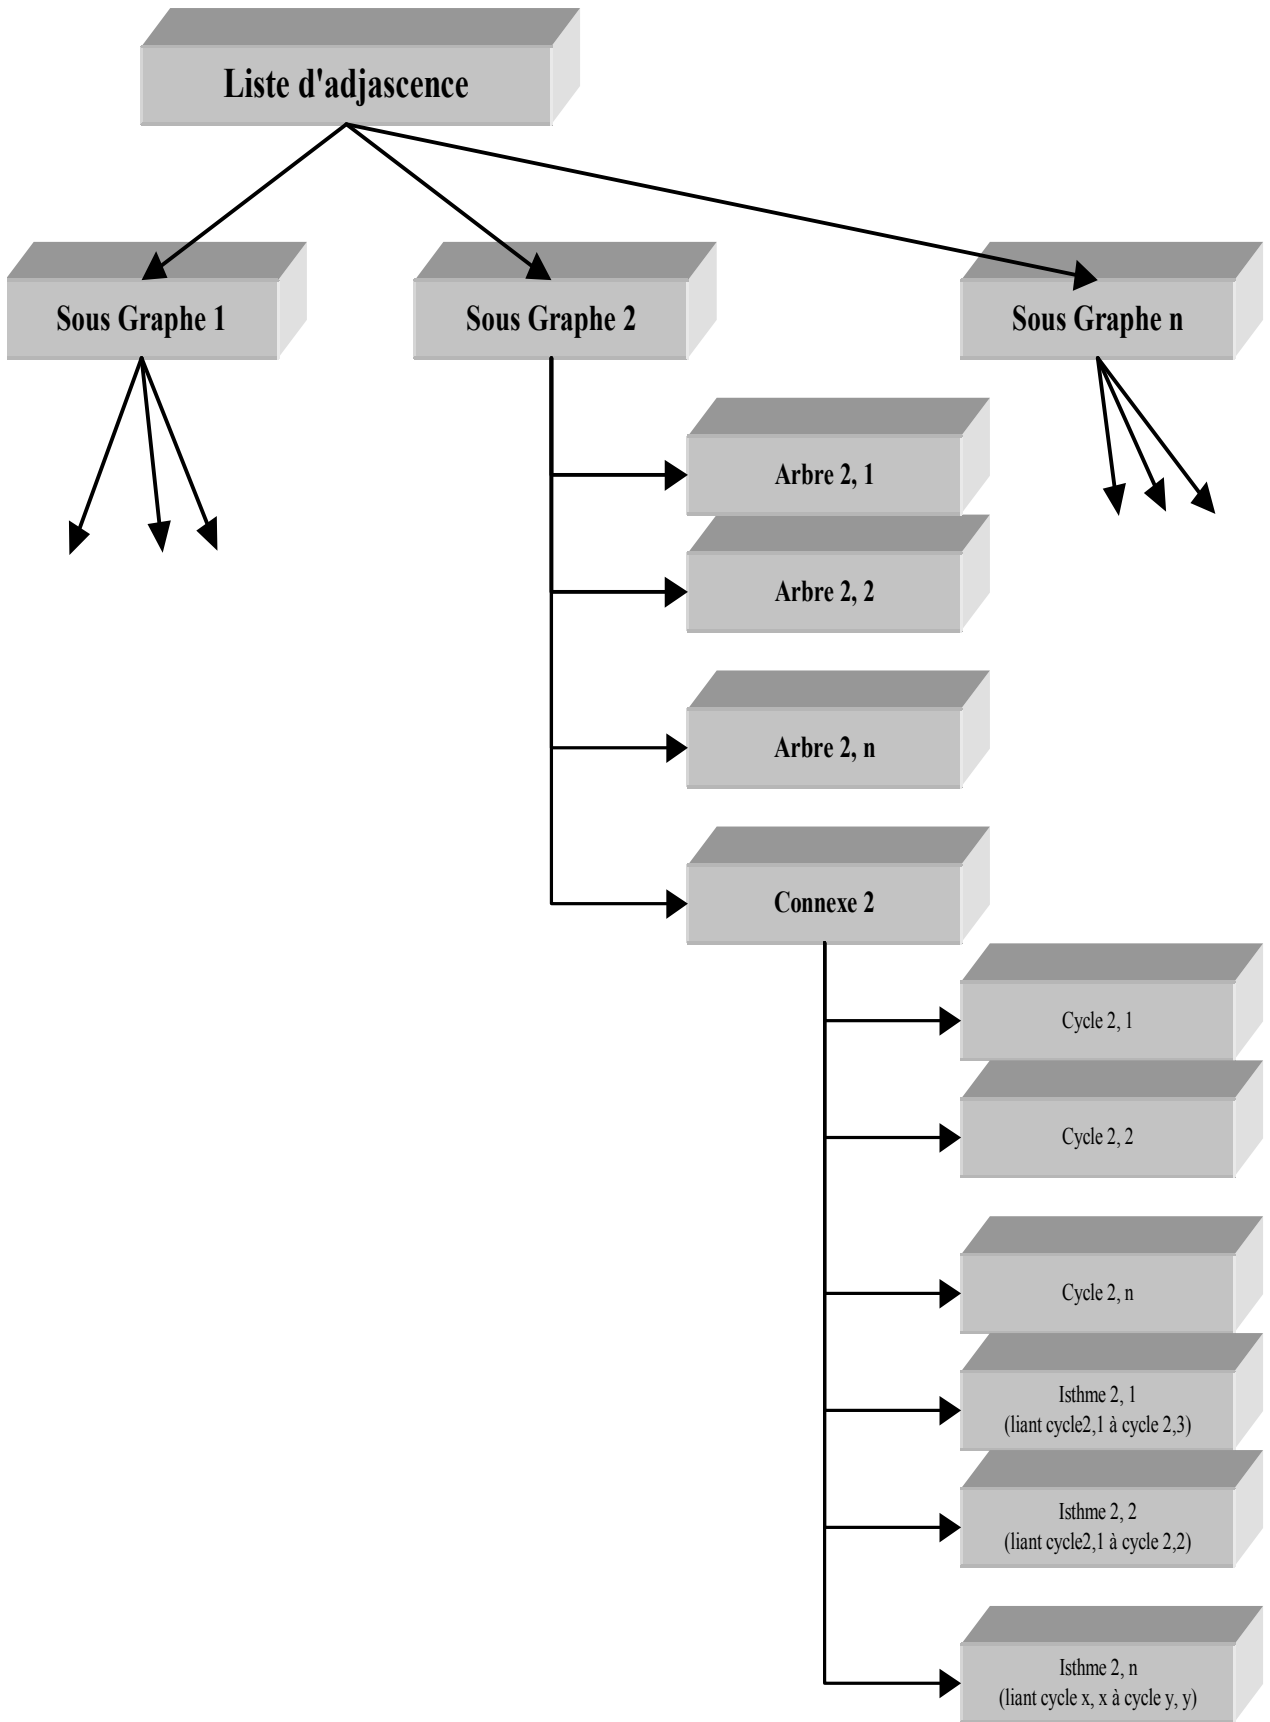 Liste d'adjascence
Sous Graphe 1
Sous Graphe 2
Sous Graphe n
Arbre 2, 1
Arbre 2, 2
Arbre 2, n
Connexe 2
Cycle 2, 1
Cycle 2, 2
Cycle 2, n
Isthme 2, 1
(liant cycle2,1 à cycle 2,3)
Isthme 2, 2
(liant cycle2,1 à cycle 2,2)
Isthme 2, n
(liant cycle x, x à cycle y, y)